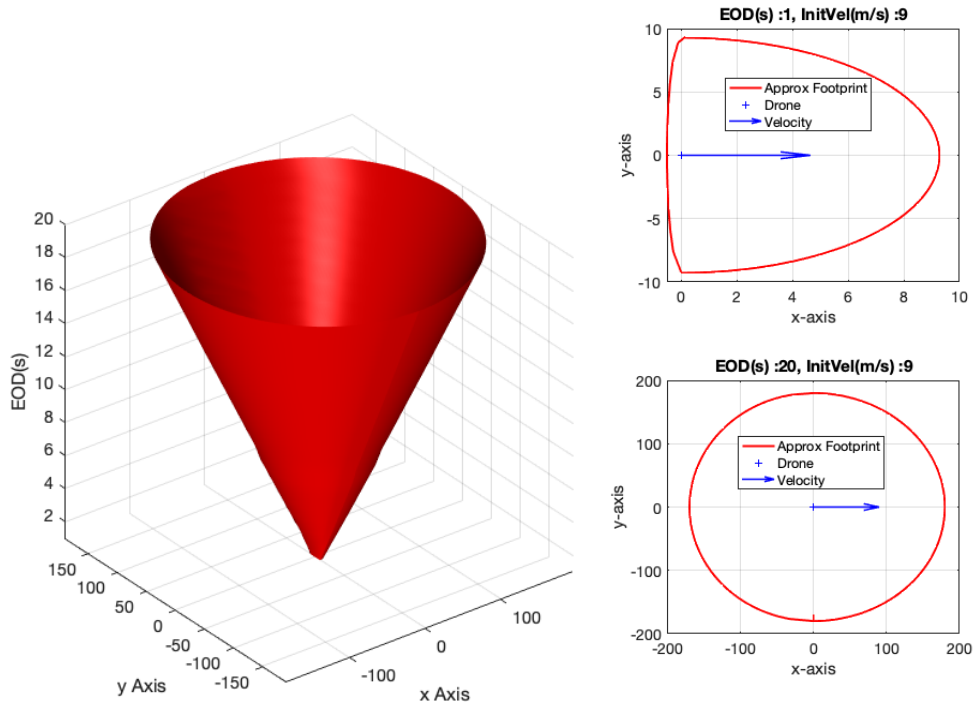 20
18
16
14
12
10
8
6
4
2
EOD(s)
150
100
50
0
-50
-100
-150
y Axis
-100
0
100
x Axis
EOD(s) :1, InitVel(m/s) :9
10
5
0
-5
-10
y-axis
Approx Footprint
Drone
Velocity
0
2
4
6
8
10
x-axis
EOD(s) :20, InitVel(m/s) :9
200
100
0
-100
-200
y-axis
Approx Footprint
Drone
Velocity
-200
-100
0
100
200
x-axis